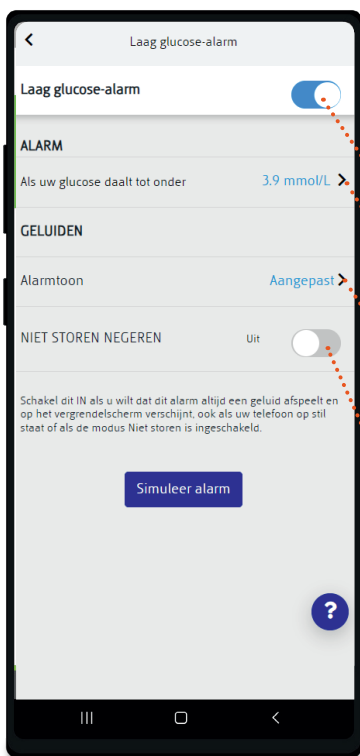 Laag glucose-alarm
Laag glucose-alarm
ALARM
Als uw glucose daalt tot onder 3.9 mmol/L
GELUIDEN
Alarmtoon Aangepast
NIET STOREN NEGEREN Uit
Schakel dit IN als u wilt dat dit alarm altijd een geluid afspeelt en
op het vergrendelscherm verschijnt, ook als uw telefoon op stil
staat of als de modus Niet storen is ingeschakeld.
Simuleer alarm
?